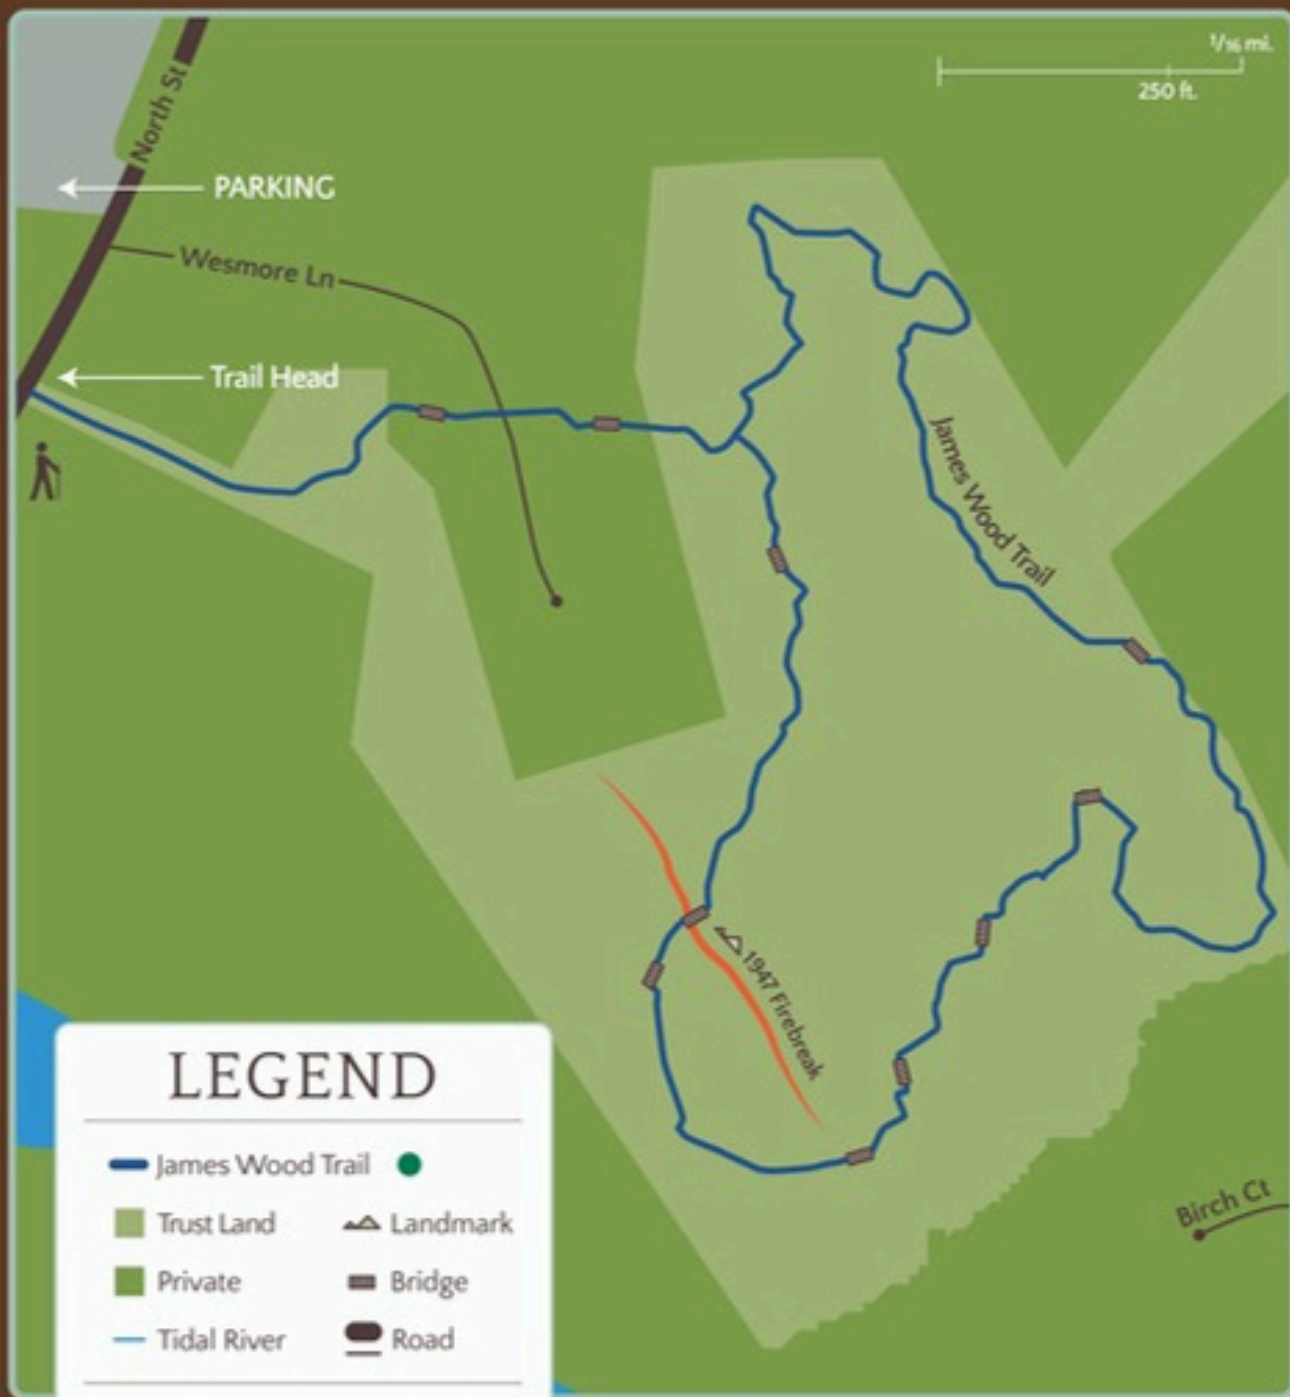 1/16 mi.
250 ft.
North St
PARKING
Wesmore Ln
Trail Head
James Wood Trail
1947 Firebreak
Birch Ct
LEGEND
James Wood Trail
Trust Land
Landmark
Private
Bridge
Tidal River
Road